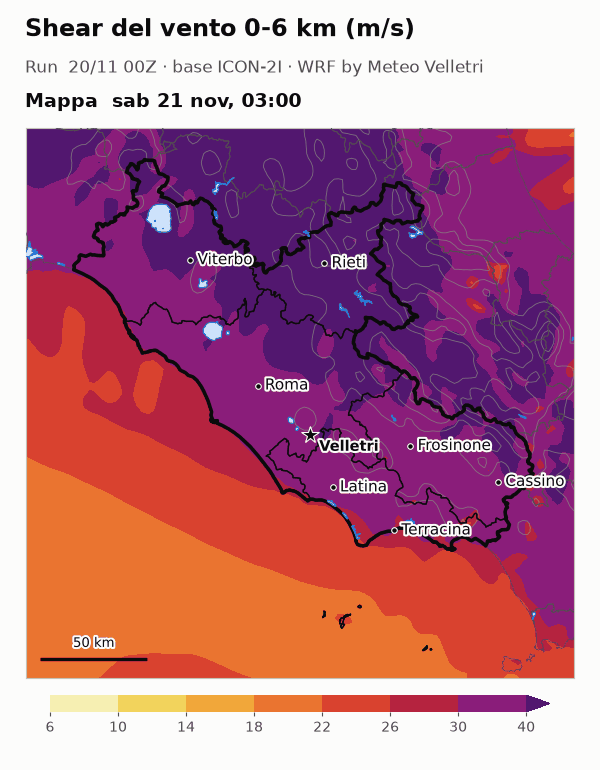 Shear del vento 0-6 km (m/s)
Run  20/11 00Z · base ICON-2I · WRF by Meteo Velletri
Mappa  sab 21 nov, 03:00
Viterbo
Rieti
Roma
Velletri
Frosinone
Cassino
Latina
Terracina
50 km
6 10 14 18 22 26 30 40